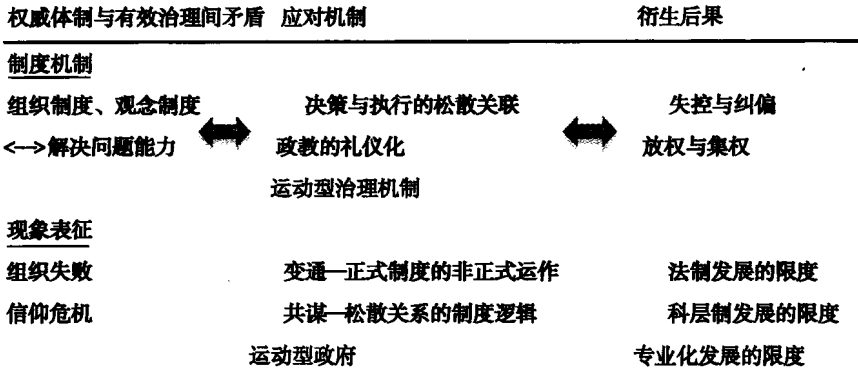 权威体制与有效治理间矛盾 应对机制 衍生后果
制度机制
组织制度、观念制度 决策与执行的松散关联 失控与纠偏
<—>解决问题能力 政教的礼仪化 放权与集权
运动型治理机制
现象表征
组织失败 变通—正式制度的非正式运作 法制发展的限度
信仰危机 共谋—松散关系的制度逻辑 科层制发展的限度
运动型政府 专业化发展的限度